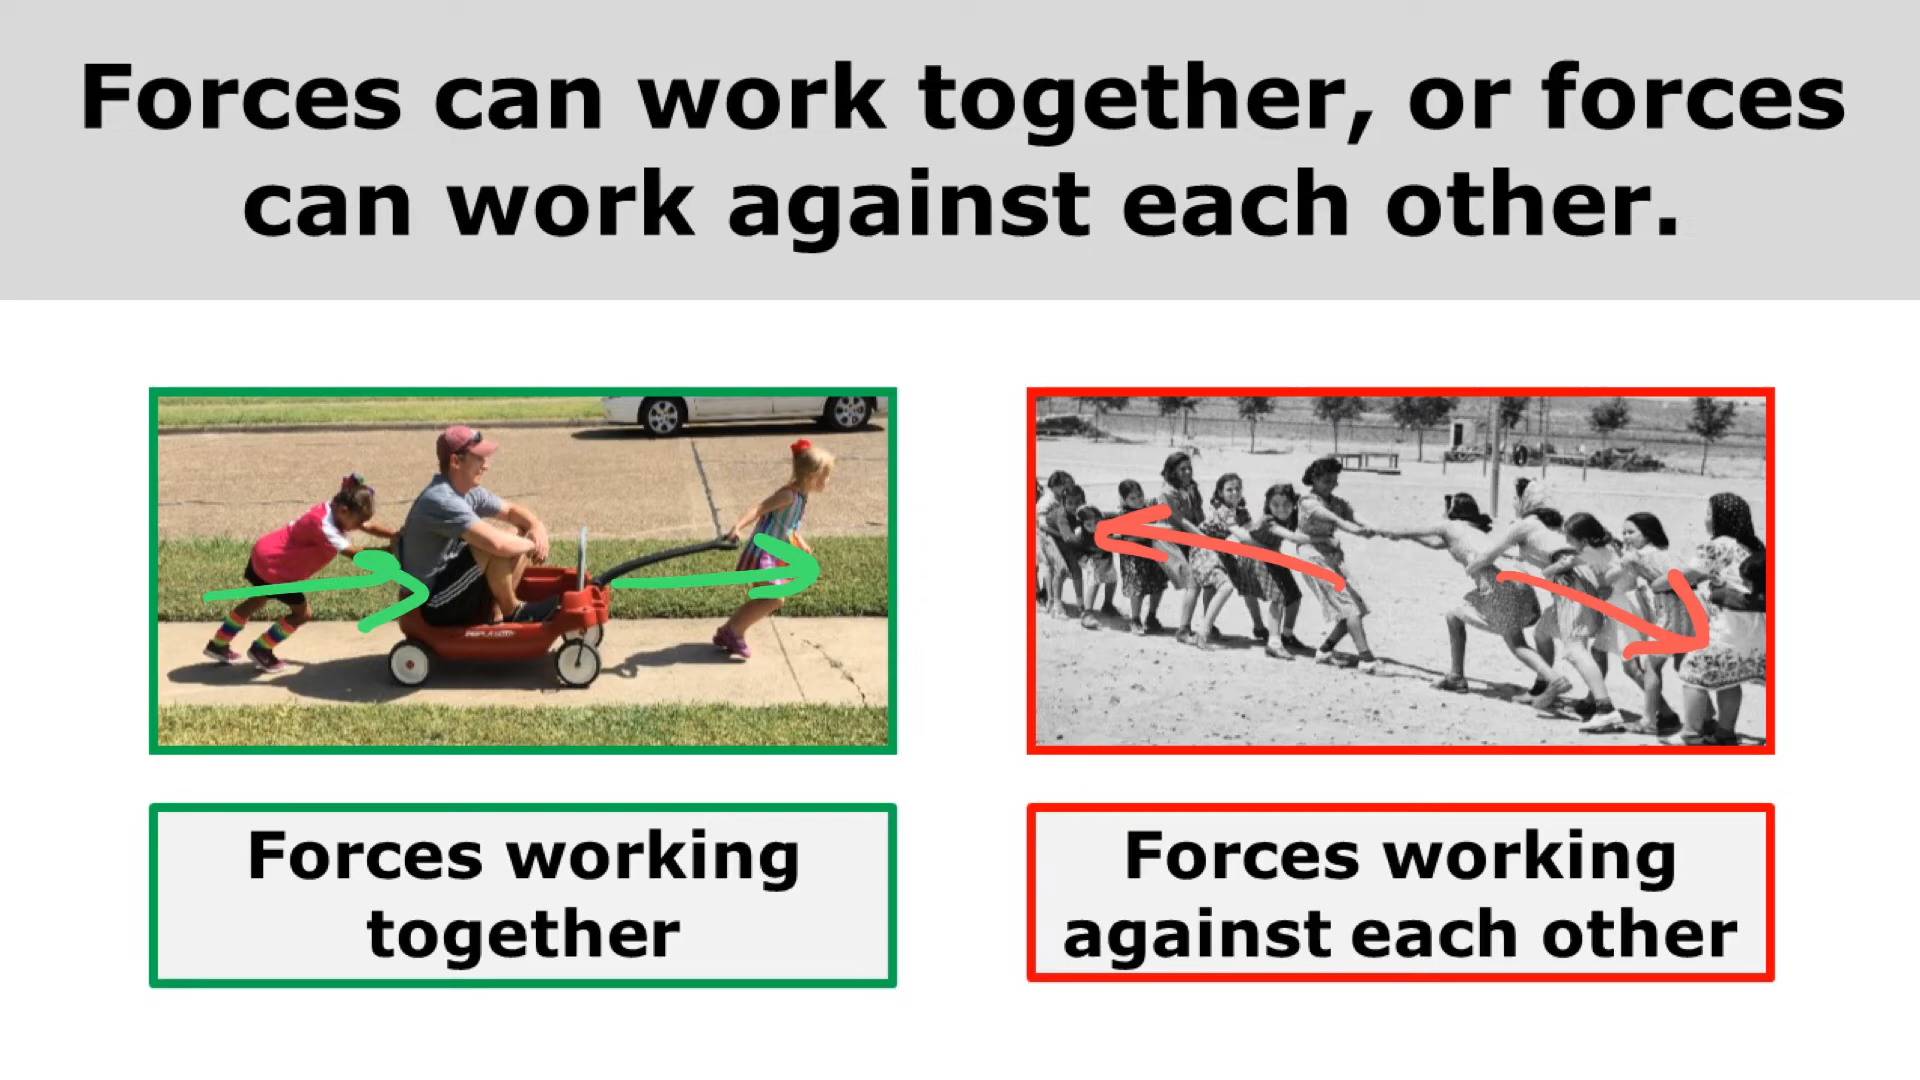 Forces can work together, or forces
can work against each other.
Forces working
together
Forces working
against each other